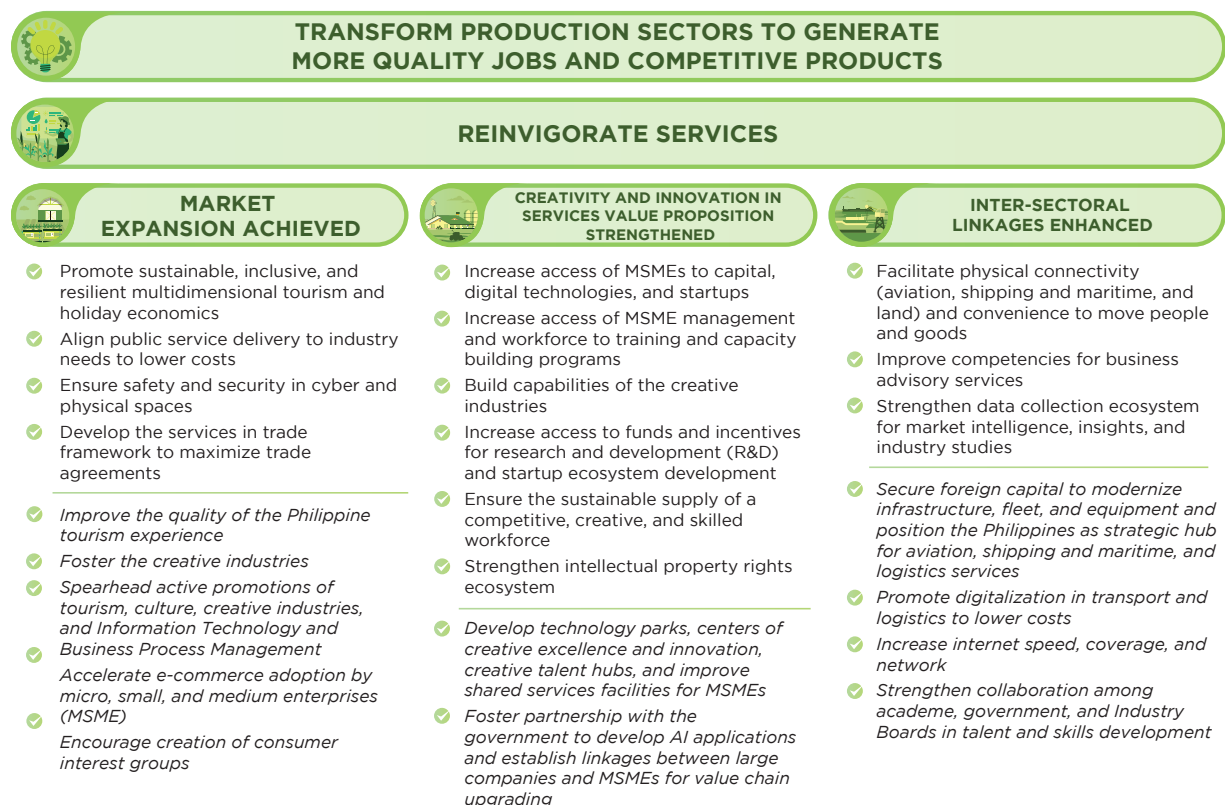 TRANSFORM PRODUCTION SECTORS TO GENERATE
MORE QUALITY JOBS AND COMPETITIVE PRODUCTS
REINVIGORATE SERVICES
MARKET
EXPANSION ACHIEVED
Promote sustainable, inclusive, and
resilient multidimensional tourism and
holiday economics
Align public service delivery to industry
needs to lower costs
Ensure safety and security in cyber and
physical spaces
Develop the services in trade
framework to maximize trade
agreements
Improve the quality of the Philippine
tourism experience
Foster the creative industries
Spearhead active promotions of
tourism, culture, creative industries,
and Information Technology and
Business Process Management
Accelerate e-commerce adoption by
micro, small, and medium enterprises
(MSME)
Encourage creation of consumer
interest groups
CREATIVITY AND INNOVATION IN
SERVICES VALUE PROPOSITION
STRENGTHENED
Increase access of MSMEs to capital,
digital technologies, and startups
Increase access of MSME management
and workforce to training and capacity
building programs
Build capabilities of the creative
industries
Increase access to funds and incentives
for research and development (R&D)
and startup ecosystem development
Ensure the sustainable supply of a
competitive, creative, and skilled
workforce
Strengthen intellectual property rights
ecosystem
Develop technology parks, centers of
creative excellence and innovation,
creative talent hubs, and improve
shared services facilities for MSMEs
Foster partnership with the
government to develop AI applications
and establish linkages between large
companies and MSMEs for value chain
upgrading
INTER-SECTORAL
LINKAGES ENHANCED
Facilitate physical connectivity
(aviation, shipping and maritime, and
land) and convenience to move people
and goods
Improve competencies for business
advisory services
Strengthen data collection ecosystem
for market intelligence, insights, and
industry studies
Secure foreign capital to modernize
infrastructure, fleet, and equipment and
position the Philippines as strategic hub
for aviation, shipping and maritime, and
logistics services
Promote digitalization in transport and
logistics to lower costs
Increase internet speed, coverage, and
network
Strengthen collaboration among
academe, government, and Industry
Boards in talent and skills development